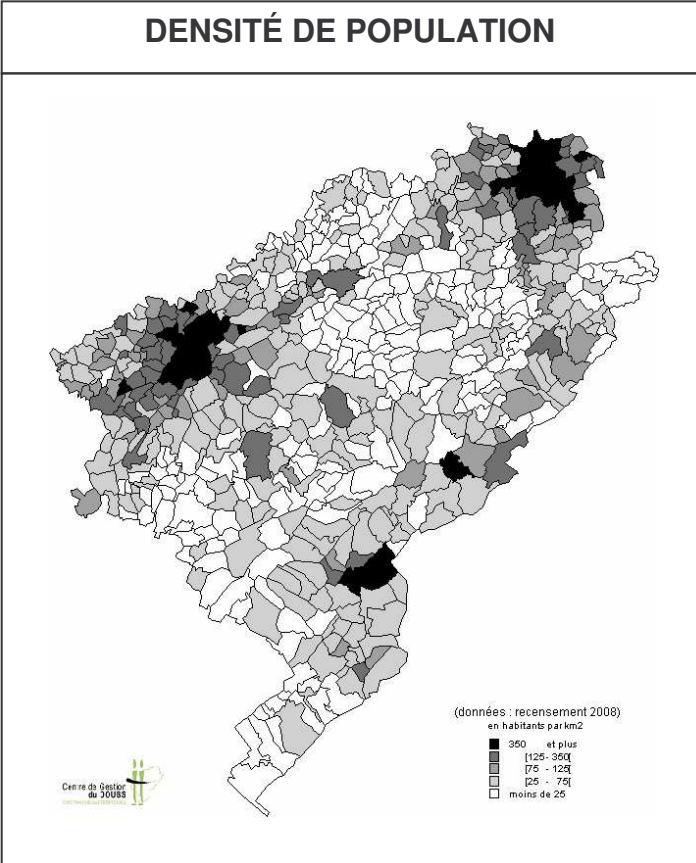 DENSITÉ DE POPULATION
(données : recensement 2008)
en habitants par km2
350 et plus
[125 - 350[
[75 - 125[
[25 - 75[
moins de 25
Centre de Gestion
du DOUBS